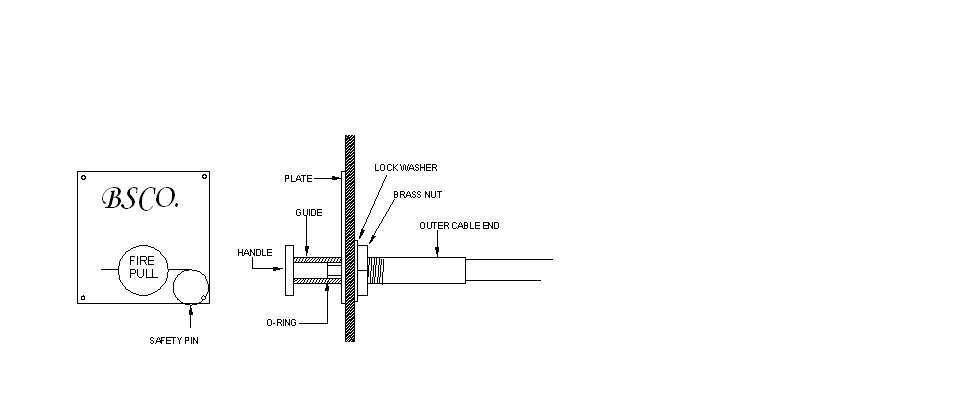 BSCO.
FIRE
PULL
SAFETY PIN
PLATE
LOCK WASHER
BRASS NUT
GUIDE
OUTER CABLE END
HANDLE
O-RING